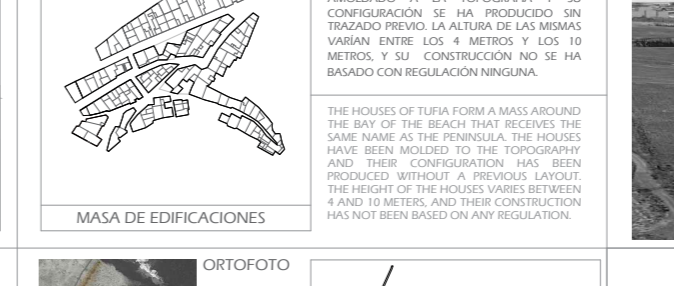 AMOLDADO A LA TOPOGRAFÍA Y SU
CONFIGURACIÓN SE HA PRODUCIDO SIN
TRAZADO PREVIO. LA ALTURA DE LAS MISMAS
VARÍAN ENTRE LOS 4 METROS Y LOS 10
METROS, Y SU CONSTRUCCIÓN NO SE HA
BASADO CON REGULACIÓN NINGUNA.
THE HOUSES OF TUFIA FORM A MASS AROUND
THE BAY OF THE BEACH THAT RECEIVES THE
SAME NAME AS THE PENINSULA. THE HOUSES
HAVE BEEN MOLDED TO THE TOPOGRAPHY
AND THEIR CONFIGURATION HAS BEEN
PRODUCED WITHOUT A PREVIOUS LAYOUT.
THE HEIGHT OF THE HOUSES VARIES BETWEEN
4 AND 10 METERS, AND THEIR CONSTRUCTION
HAS NOT BEEN BASED ON ANY REGULATION.
MASA DE EDIFICACIONES
ORTOFOTO